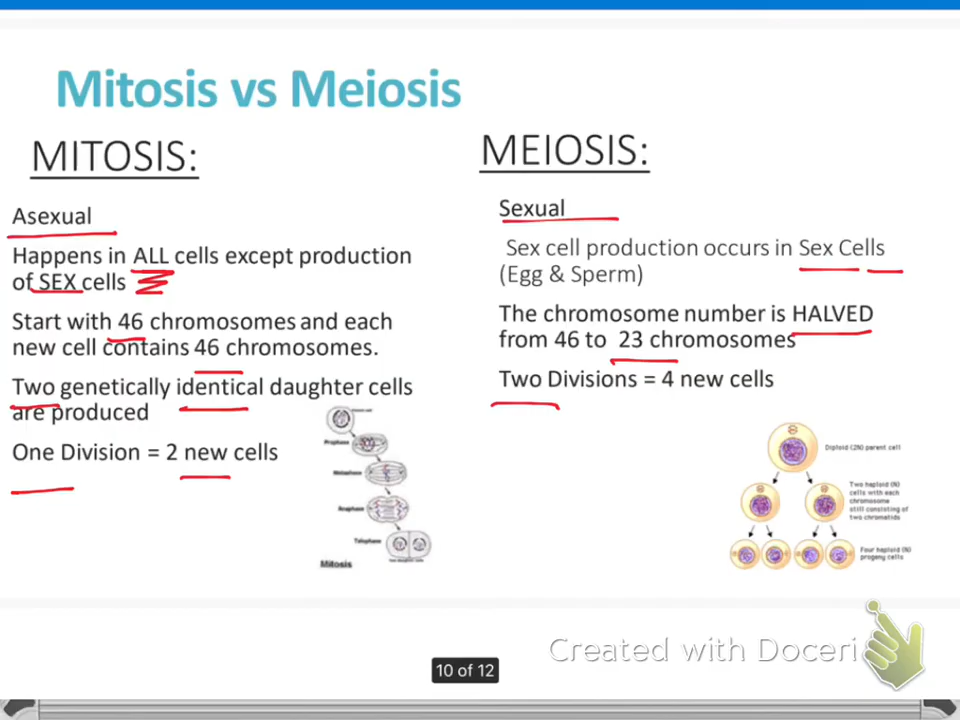 Mitosis vs Meiosis
MITOSIS:
Asexual
Happens in ALL cells except production
of SEX cells
Start with 46 chromosomes and each
new cell contains 46 chromosomes.
Two genetically identical daughter cells
are produced
One Division = 2 new cells
Prophase
Metaphase
Anaphase
Telophase
Mitosis
MEIOSIS:
Sexual
Sex cell production occurs in Sex Cells
(Egg & Sperm)
The chromosome number is HALVED
from 46 to 23 chromosomes
Two Divisions = 4 new cells
Diploid (2N) parent cell
Two haploid (N)
cells with each
chromosome
still consisting of
two chromatids
Four haploid (N)
progeny cells
Created with Doceri
10 of 12